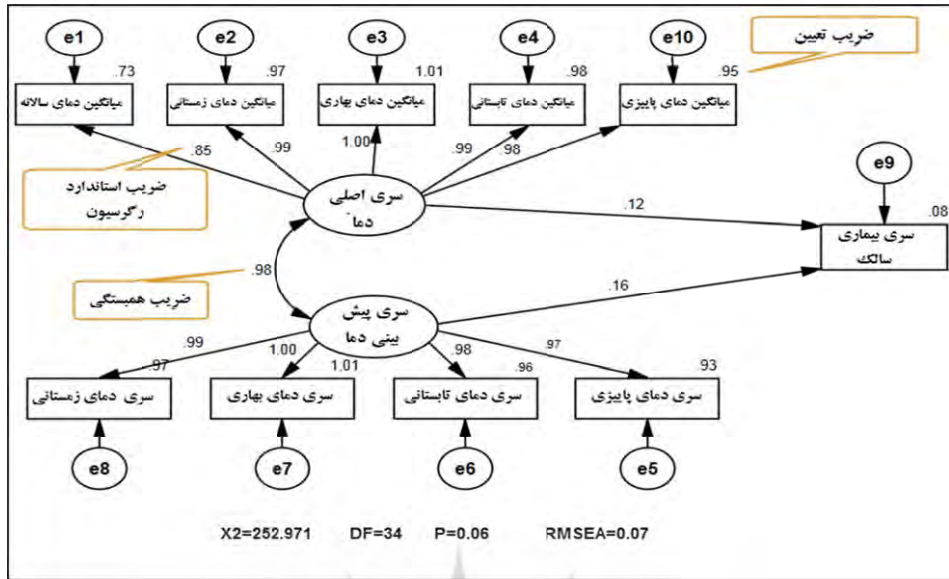 e1
e2
e3
e4
e10
ضریب تعیین
.73
.97
1.01
.98
.95
میانگین دمای سالانه
میانگین دمای زمستانی
میانگین دمای بهاری
میانگین دمای تابستانی
میانگین دمای پاییزی
.85
.99
1.00
.99
.98
ضریب استاندارد
رگرسیون
سری اصلی
دما
e9
.12
.08
سری بیماری
سالك
.98
ضریب همبستگی
.16
سری پیش
بینی دما
.99
1.00
.98
.97
.97
1.01
.96
.93
سری دمای زمستانی
سری دمای بهاری
سری دمای تابستانی
سری دمای پاییزی
e8
e7
e6
e5
X2=252.971 DF=34 P=0.06 RMSEA=0.07